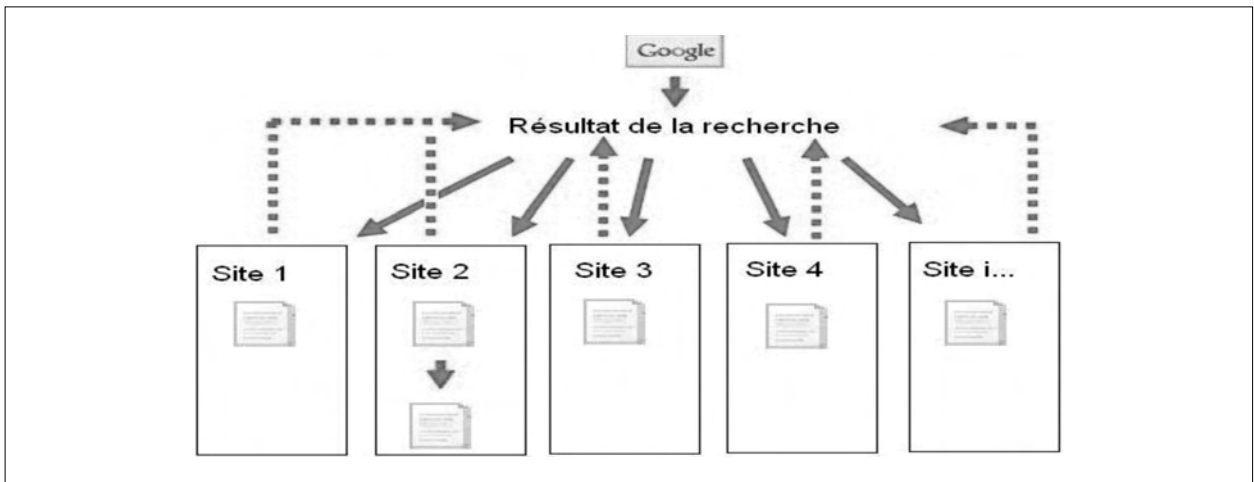 Google
Résultat de la recherche
Site 1
Site 2
Site 3
Site 4
Site i...